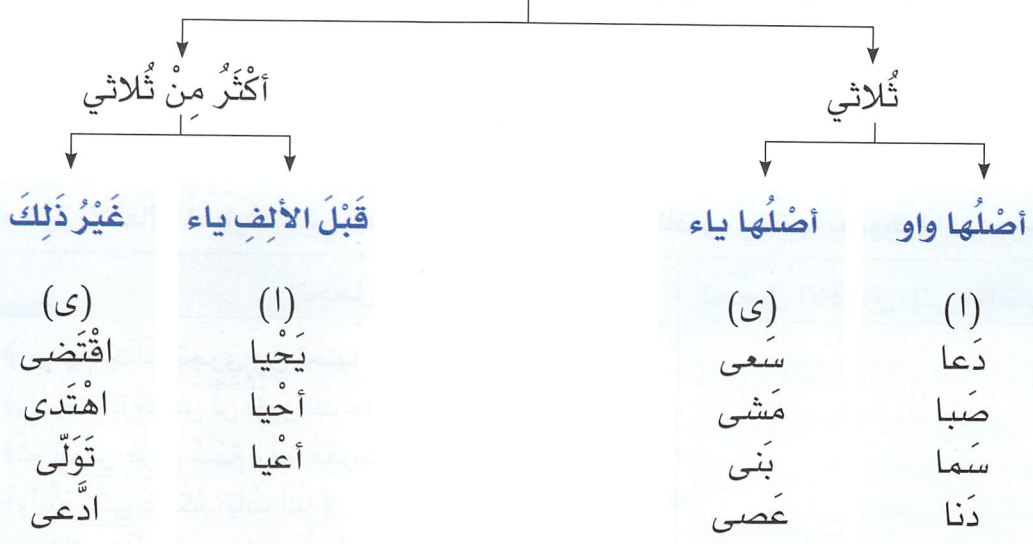 ثُلاثي أكْثَرُ مِنْ ثُلاثي
أصْلُها واو أصْلُها ياء قَبْلَ الألِفِ ياء غَيْرُ ذَلِكَ
(ا) (ى) (ا) (ى)
دَعا سَعى يَحْيا اقْتَضى
صَبا مَشى أحْيا اهْتَدى
سَما بَنى أعْيا تَوَلّى
دَنا عَصى ادَّعى